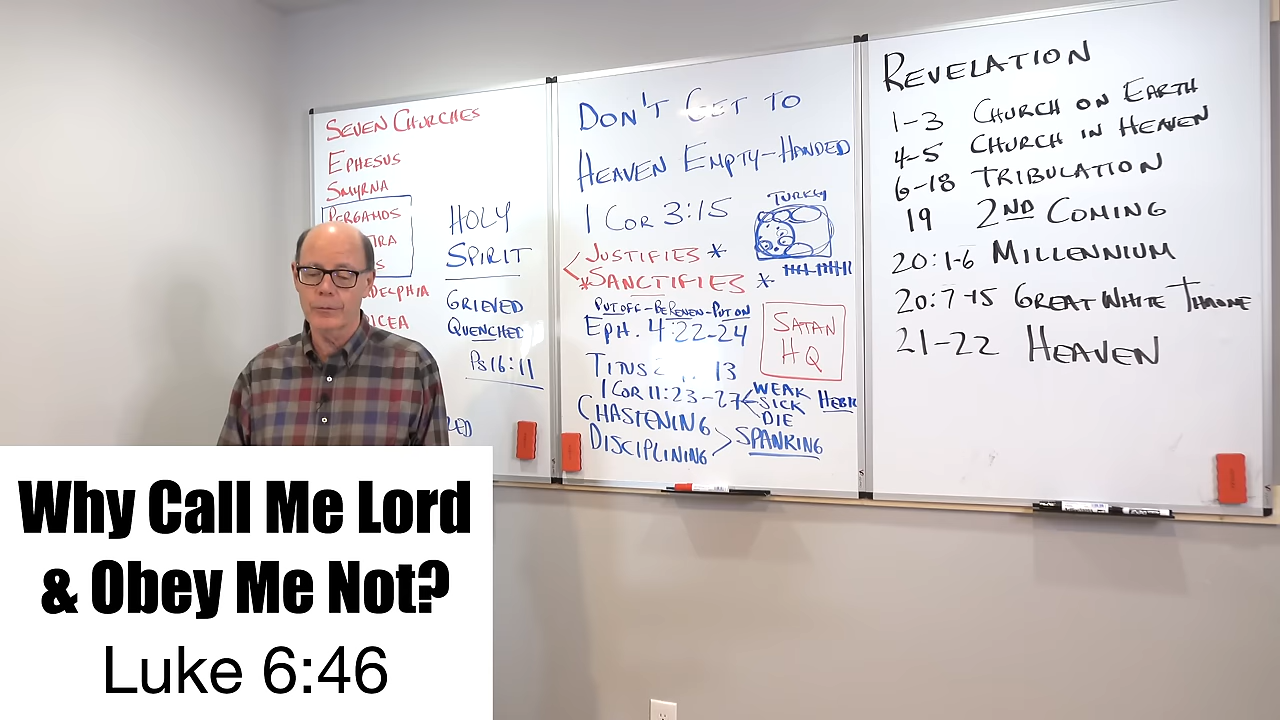 SEVEN CHURCHES
EPHESUS
SMYRNA
PERGAMOS
HOLY
SPIRIT
GRIEVED
QUENCHED
Ps 16:11
DON'T GET TO
HEAVEN EMPTY-HANDED
1 COR 3:15
TURKEY
JUSTIFIES *
*SANCTIFIES *
PUT OFF - BE RENEW - PUT ON
EPH. 4:22-24
SATAN
HQ
TITUS 2 13
1 COR 11:23-27
WEAK
SICK
DIE
CHASTENING
DISCIPLINING
SPANKING
REVELATION
1-3 CHURCH ON EARTH
4-5 CHURCH IN HEAVEN
6-18 TRIBULATION
19 2ND COMING
20:1-6 MILLENNIUM
20:7-15 GREAT WHITE THRONE
21-22 HEAVEN
Why Call Me Lord
& Obey Me Not?
Luke 6:46